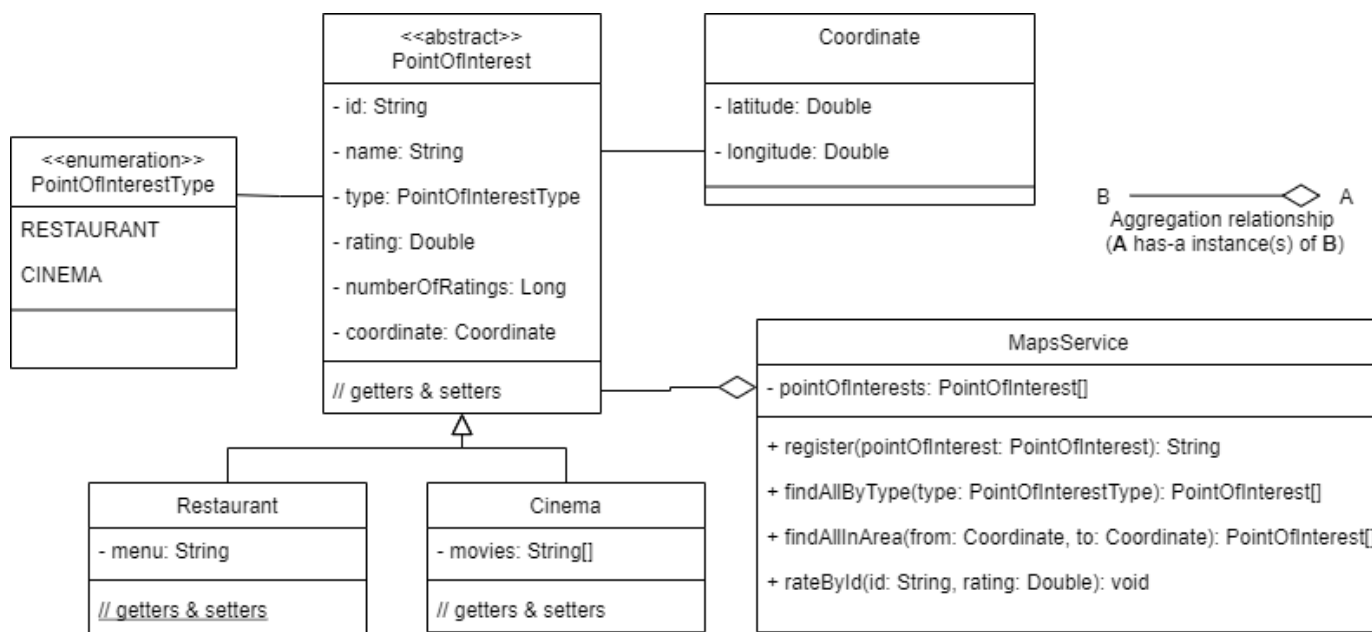 <<abstract>>
PointOfInterest
- id: String
- name: String
- type: PointOfInterestType
- rating: Double
- numberOfRatings: Long
- coordinate: Coordinate
// getters & setters
Coordinate
- latitude: Double
- longitude: Double
<<enumeration>>
PointOfInterestType
RESTAURANT
CINEMA
B A
Aggregation relationship
(A has-a instance(s) of B)
MapsService
- pointOfInterests: PointOfInterest[]
+ register(pointOfInterest: PointOfInterest): String
+ findAllByType(type: PointOfInterestType): PointOfInterest[]
+ findAllInArea(from: Coordinate, to: Coordinate): PointOfInterest[]
+ rateById(id: String, rating: Double): void
Restaurant
- menu: String
// getters & setters
Cinema
- movies: String[]
// getters & setters